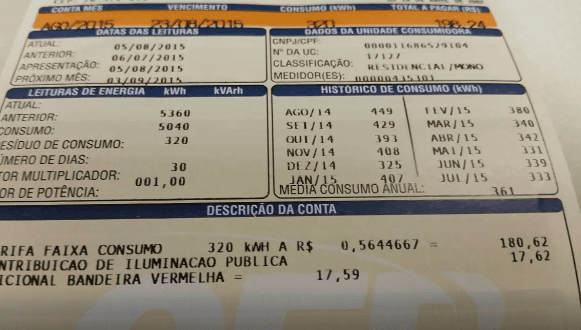 CONTA MÊS VENCIMENTO CONSUMO (kWh) TOTAL A PAGAR (R$)
AGO/2015 23/08/2015 320 198,24
DATAS DAS LEITURAS
ATUAL: 05/08/2015
ANTERIOR: 06/07/2015
APRESENTAÇÃO: 05/08/2015
PRÓXIMO MÊS: 03/09/2015
DADOS DA UNIDADE CONSUMIDORA
CNPJ/CPF: 000011686529104
Nº DA UC: 17127
CLASSIFICAÇÃO: RESIDENCIAL/MONO
MEDIDOR(ES): 00000435301
LEITURAS DE ENERGIA kWh kVArh
ATUAL: 5360
ANTERIOR: 5040
CONSUMO: 320
RESÍDUO DE CONSUMO:
ÚMERO DE DIAS: 30
TOR MULTIPLICADOR: 001,00
OR DE POTÊNCIA:
HISTÓRICO DE CONSUMO (kWh)
AGO/14 449 FEV/15 380
SET/14 429 MAR/15 340
OUT/14 393 ABR/15 342
NOV/14 408 MAI/15 331
DEZ/14 325 JUN/15 339
JAN/15 407 JUL/15 333
MÉDIA CONSUMO ANUAL: 361
DESCRIÇÃO DA CONTA
RIFA FAIXA CONSUMO 320 kWH A R$ 0,5644667 = 180,62
NTRIBUICAO DE ILUMINACAO PUBLICA 17,62
ICIONAL BANDEIRA VERMELHA = 17,59